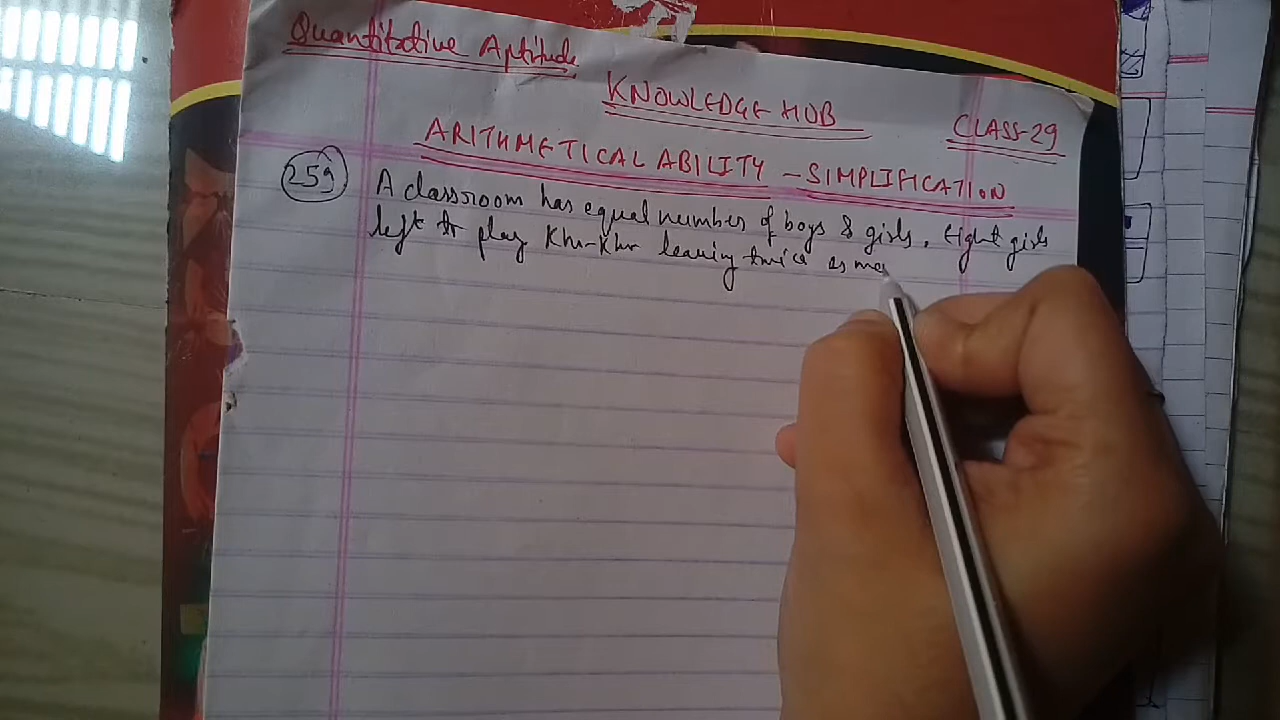 Quantitative Aptitude
KNOWLEDGE HUB
CLASS-29
ARITHMETICAL ABILITY - SIMPLIFICATION
259 A classroom has equal number of boys & girls. Eight girls
left to play Kho-Kho leaving twice as ma